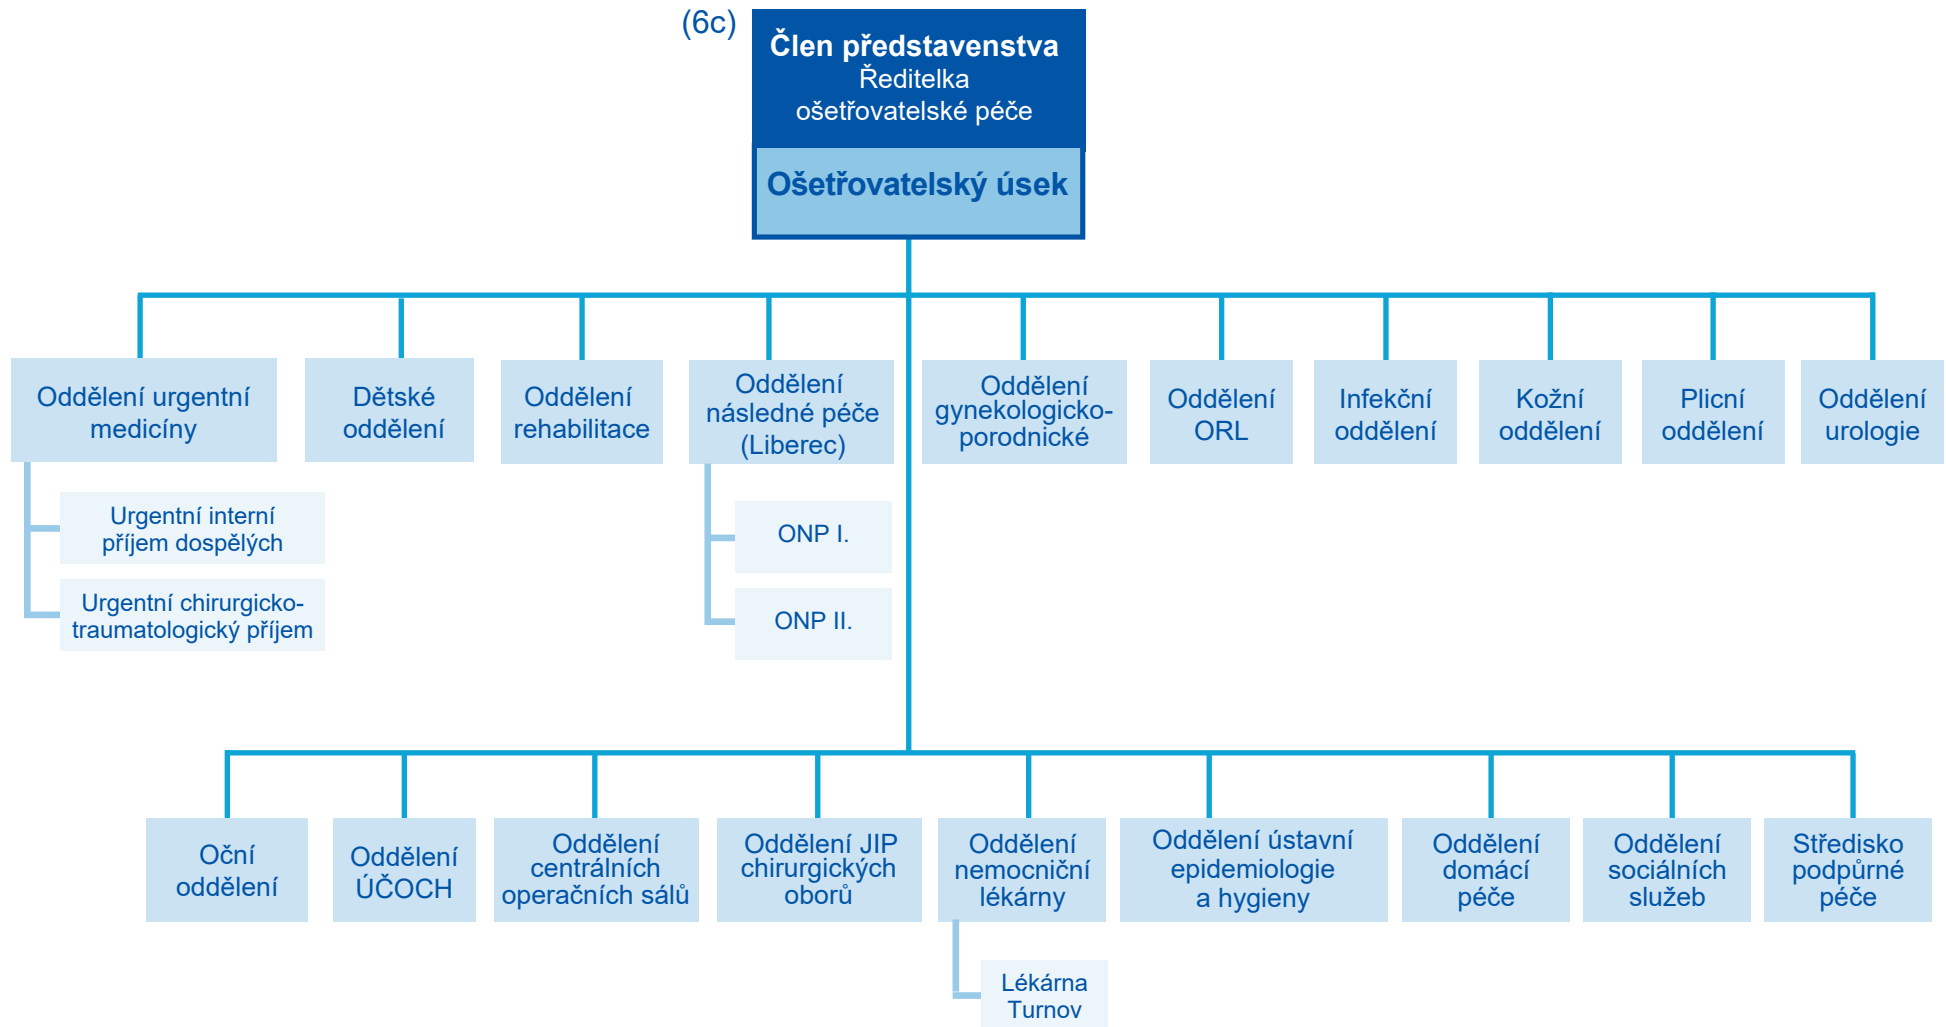 (6c)
Člen představenstva
Ředitelka
ošetřovatelské péče
Ošetřovatelský úsek
Oddělení urgentní
medicíny
Dětské
oddělení
Oddělení
rehabilitace
Oddělení
následné péče
(Liberec)
Oddělení
gynekologicko-
porodnické
Oddělení
ORL
Infekční
oddělení
Kožní
oddělení
Plicní
oddělení
Oddělení
urologie
Urgentní interní
příjem dospělých
Urgentní chirurgicko-
traumatologický příjem
ONP I.
ONP II.
Oční
oddělení
Oddělení
ÚČOCH
Oddělení
centrálních
operačních sálů
Oddělení JIP
chirurgických
oborů
Oddělení
nemocniční
lékárny
Oddělení ústavní
epidemiologie
a hygieny
Oddělení
domácí
péče
Oddělení
sociálních
služeb
Středisko
podpůrné
péče
Lékárna
Turnov